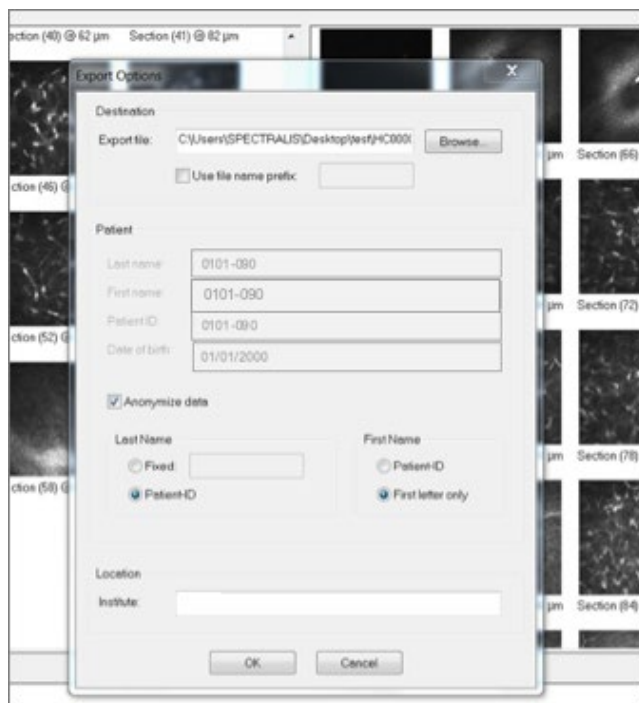 Section (40) @ 62 µm Section (41) @ 82 µm
Export Options
X
Destination
Export file: C:\Users\SPECTRALIS\Desktop\test\HC000
Browse...
Use file name prefix:
Patient
Last name: 0101-090
First name: 0101-090
Patient ID: 0101-090
Date of birth: 01/01/2000
Anonymize data
Last Name
Fixed:
Patient-ID
First Name
Patient-ID
First letter only
Location
Institute:
OK
Cancel
ction (46) @
ction (52) @
ction (58) @
µm Section (66)
µm Section (72)
µm Section (78)
µm Section (84)